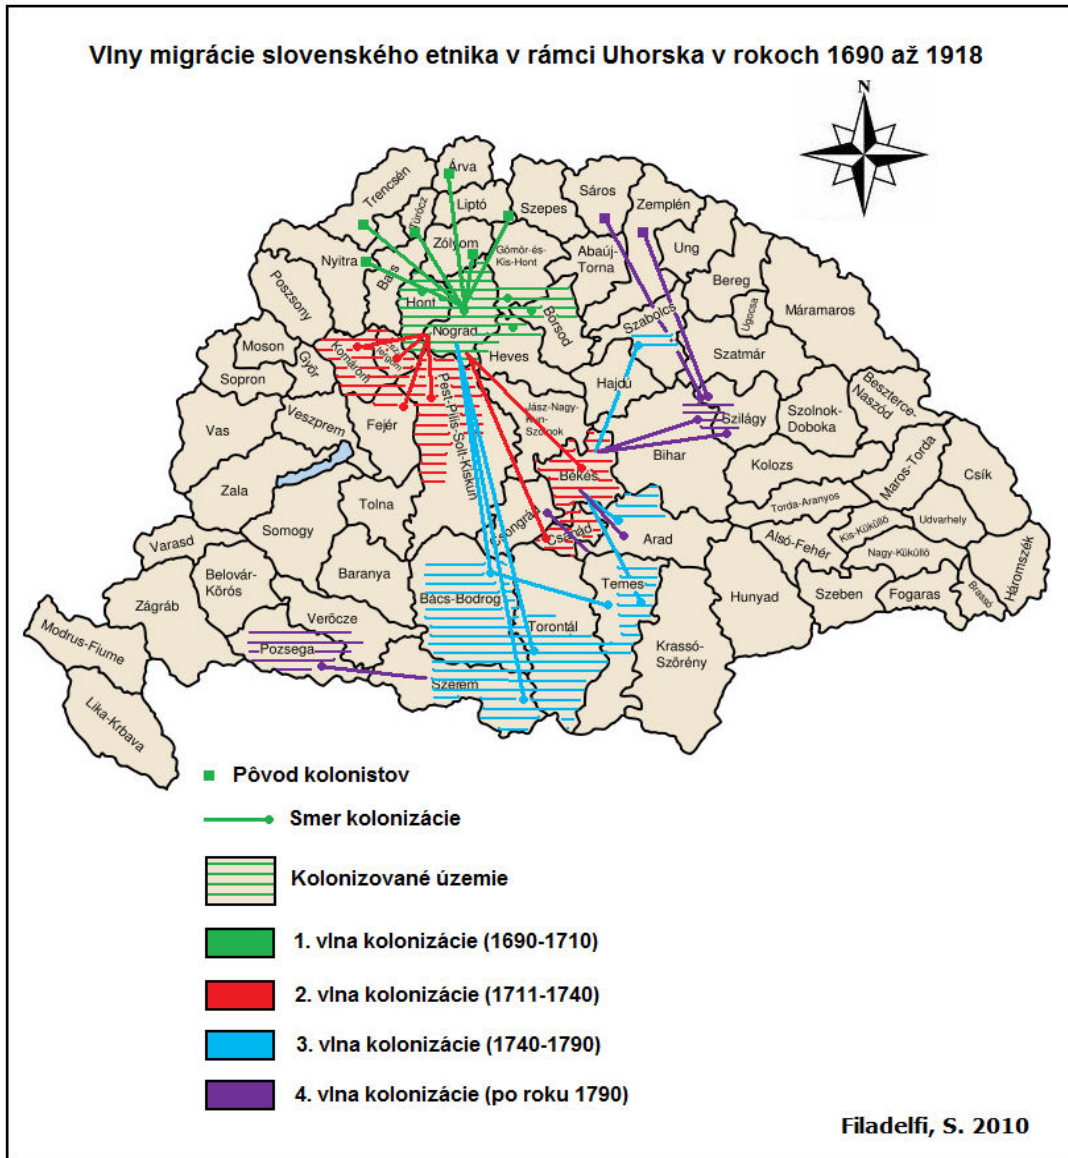 Vlny migrácie slovenského etnika v rámci Uhorska v rokoch 1690 až 1918
N
Árva
Trencsén
Liptó
Szepes
Sáros
Zemplén
Túrócz
Zólyom
Gömör-és-
Kis-Hont
Abaúj-
Torna
Ung
Nyitra
Bars
Bereg
Poszsony
Hont
Borsod
Ugocsa
Máramaros
Szabolcs
Nográd
Moson
Komárom
Heves
Szatmár
Győr
Sopron
Hajdú
Beszterce-
Naszód
Veszprem
Fejér
Pest-Pilis-Solt-Kiskun
Jász-Nagy-
Kun-
Szolnok
Szilágy
Szolnok-
Doboka
Vas
Bihar
Kolozs
Maros-Torda
Csík
Zala
Békés
Tolna
Torda-Aranyos
Somogy
Csongrád
Csanád
Arad
Alsó-Fehér
Kis-Küküllő
Udvarhely
Varasd
Nagy-Küküllő
Háromszék
Belovár-
Körös
Baranya
Temes
Zágráb
Bács-Bodrog
Hunyad
Szeben
Fogaras
Brassó
Verőcze
Torontál
Modrus-Fiume
Pozsega
Krassó-
Szörény
Szerem
Lika-Krbava
Pôvod kolonistov
Smer kolonizácie
Kolonizované územie
1. vlna kolonizácie (1690-1710)
2. vlna kolonizácie (1711-1740)
3. vlna kolonizácie (1740-1790)
4. vlna kolonizácie (po roku 1790)
Filadelfi, S. 2010